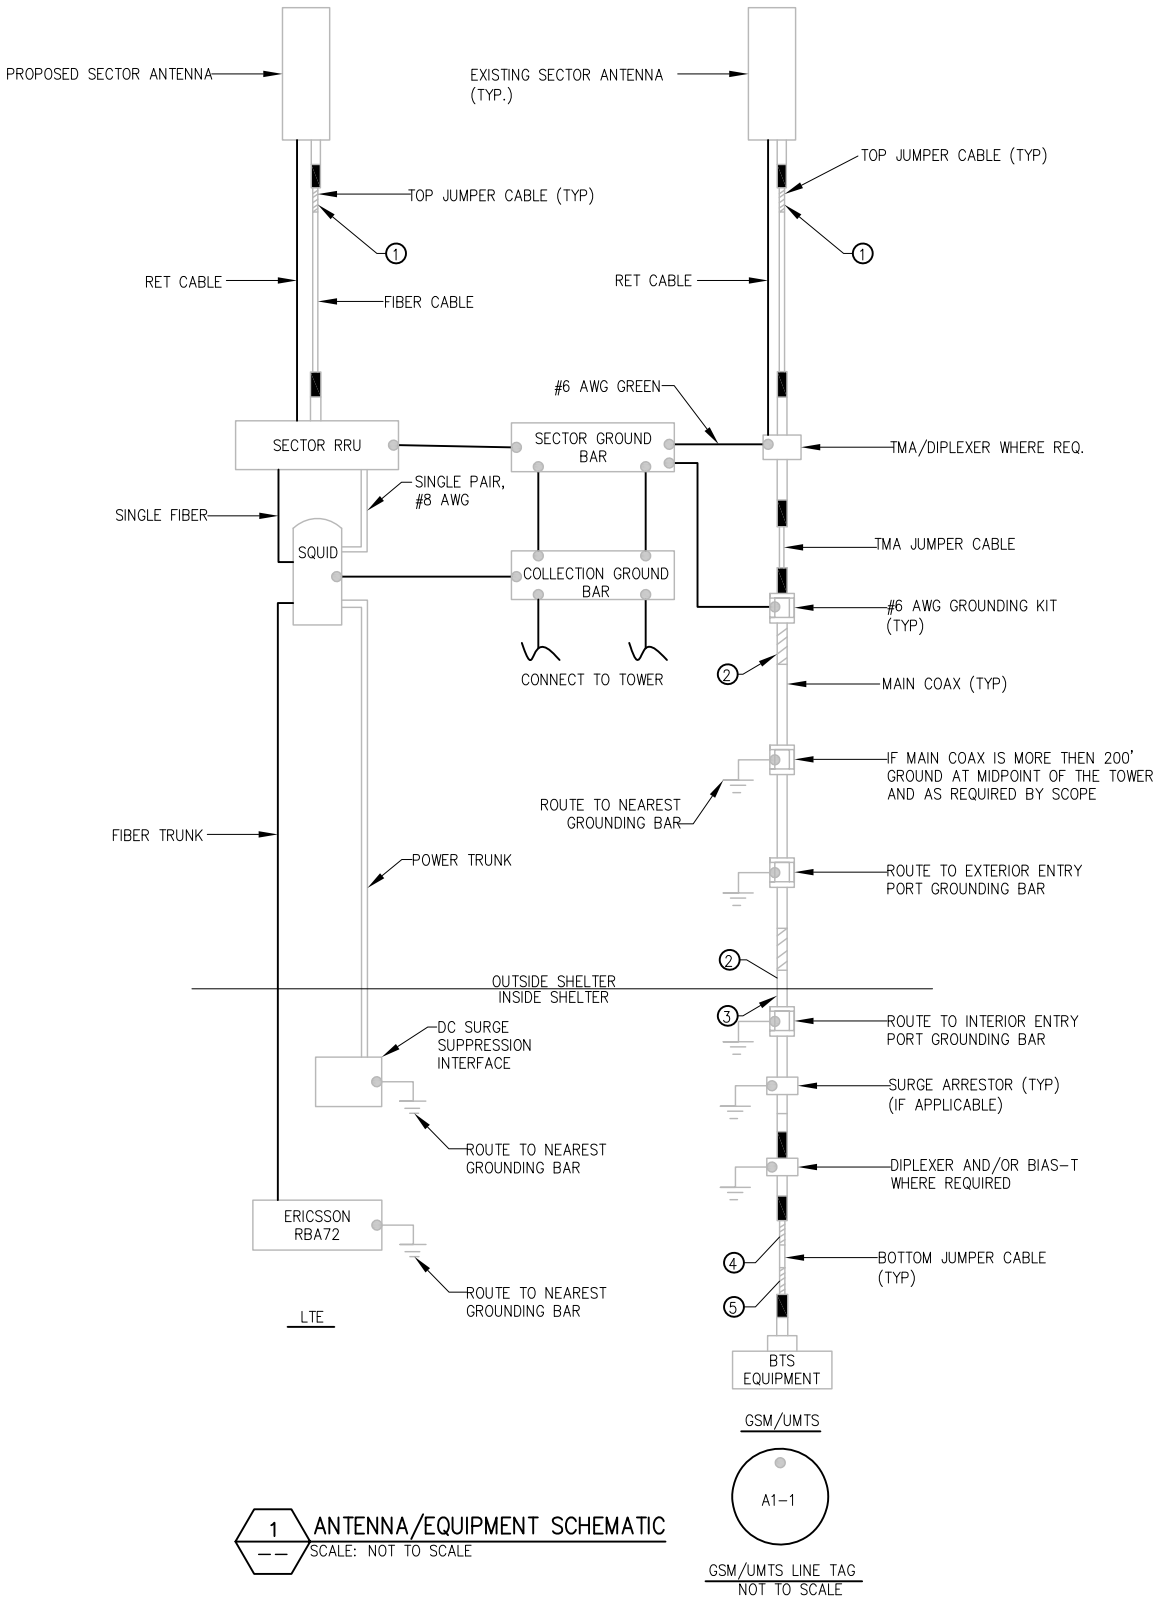 PROPOSED SECTOR ANTENNA
EXISTING SECTOR ANTENNA
(TYP.)
TOP JUMPER CABLE (TYP)
TOP JUMPER CABLE (TYP)
1
1
RET CABLE
RET CABLE
FIBER CABLE
#6 AWG GREEN
SECTOR RRU
SECTOR GROUND
BAR
TMA/DIPLEXER WHERE REQ.
SINGLE PAIR,
#8 AWG
SINGLE FIBER
SQUID
TMA JUMPER CABLE
COLLECTION GROUND
BAR
#6 AWG GROUNDING KIT
(TYP)
2
CONNECT TO TOWER
MAIN COAX (TYP)
IF MAIN COAX IS MORE THEN 200'
GROUND AT MIDPOINT OF THE TOWER
AND AS REQUIRED BY SCOPE
ROUTE TO NEAREST
GROUNDING BAR
FIBER TRUNK
POWER TRUNK
ROUTE TO EXTERIOR ENTRY
PORT GROUNDING BAR
2
OUTSIDE SHELTER
INSIDE SHELTER
3
ROUTE TO INTERIOR ENTRY
PORT GROUNDING BAR
DC SURGE
SUPPRESSION
INTERFACE
SURGE ARRESTOR (TYP)
(IF APPLICABLE)
ROUTE TO NEAREST
GROUNDING BAR
DIPLEXER AND/OR BIAS-T
WHERE REQUIRED
ERICSSON
RBA72
4
BOTTOM JUMPER CABLE
(TYP)
ROUTE TO NEAREST
GROUNDING BAR
5
LTE
BTS
EQUIPMENT
GSM/UMTS
A1-1
1
--
ANTENNA/EQUIPMENT SCHEMATIC
SCALE: NOT TO SCALE
GSM/UMTS LINE TAG
NOT TO SCALE